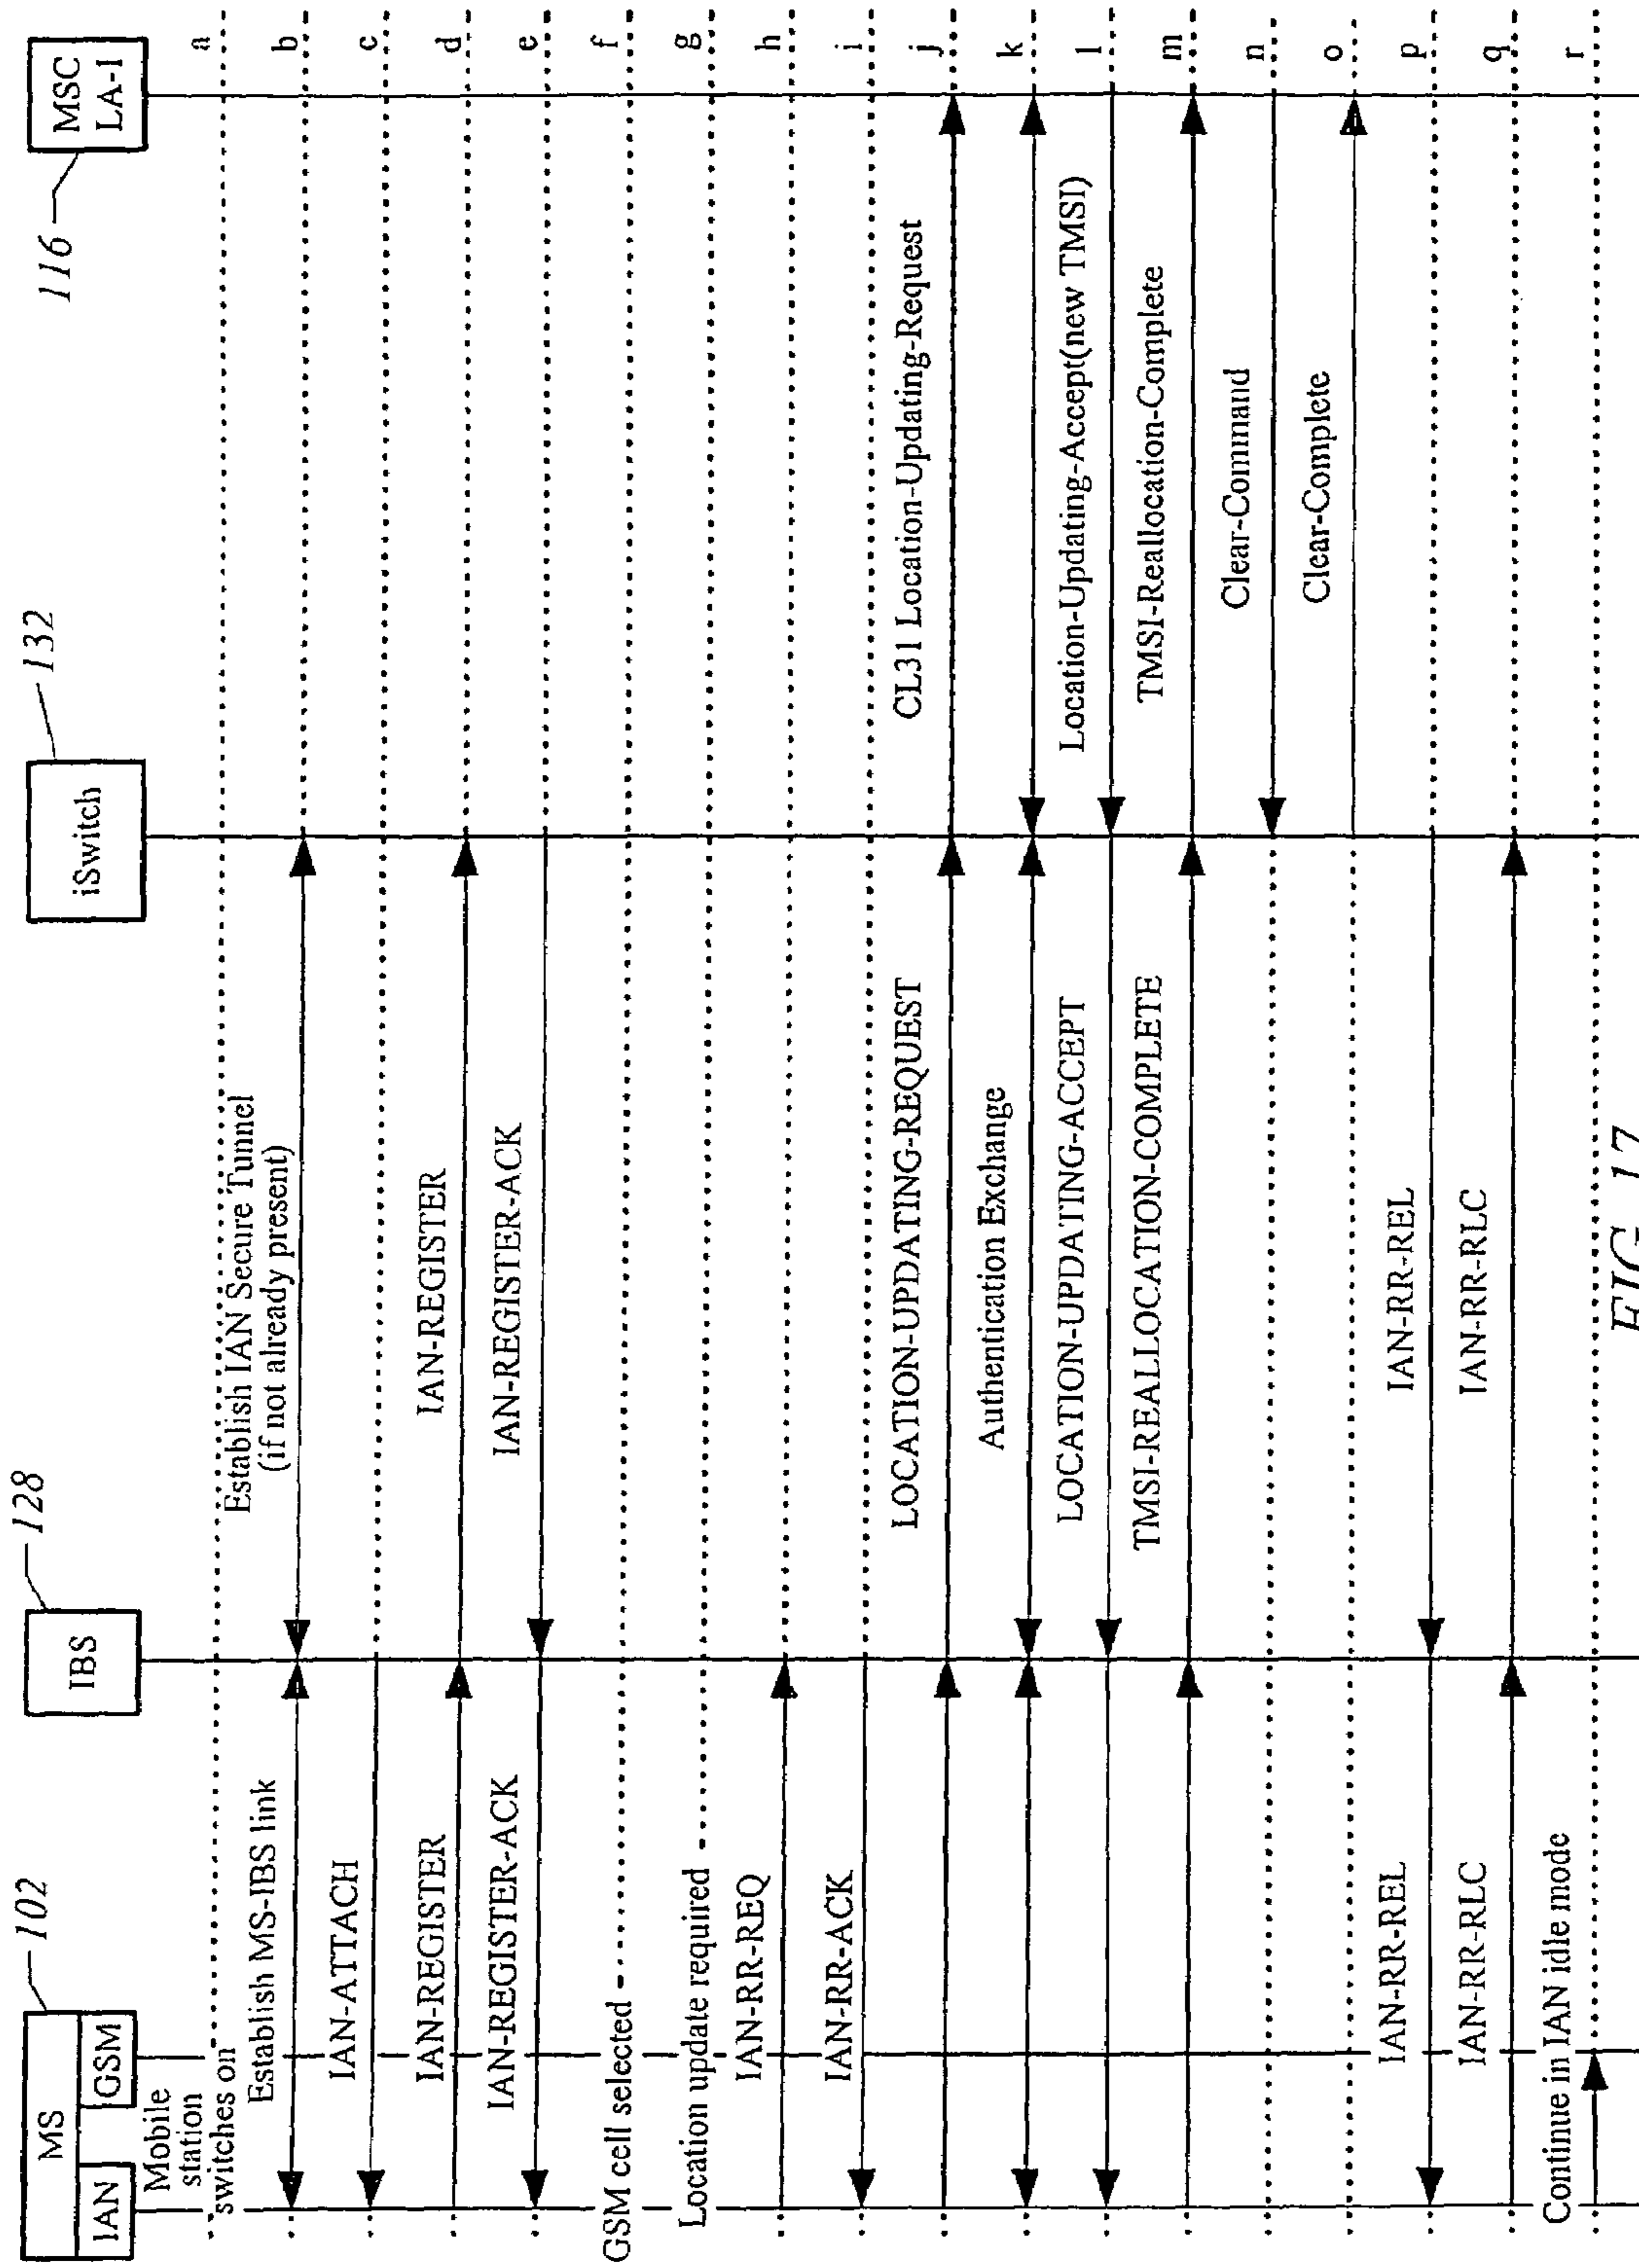 MS
IAN
GSM
102
IBS
128
iSwitch
132
MSC
LA-1
116
Mobile
station
switches on
a
Establish MS-IBS link
Establish IAN Secure Tunnel
(if not already present)
b
IAN-ATTACH
c
IAN-REGISTER
IAN-REGISTER
d
IAN-REGISTER-ACK
IAN-REGISTER-ACK
e
GSM cell selected
f
Location update required
g
IAN-RR-REQ
h
IAN-RR-ACK
i
LOCATION-UPDATING-REQUEST
CL31 Location-Updating-Request
j
Authentication Exchange
k
LOCATION-UPDATING-ACCEPT
Location-Updating-Accept(new TMSI)
l
TMSI-REALLOCATION-COMPLETE
TMSI-Reallocation-Complete
m
Clear-Command
n
Clear-Complete
o
IAN-RR-REL
IAN-RR-REL
p
IAN-RR-RLC
IAN-RR-RLC
q
Continue in IAN idle mode
r
FIG. 17